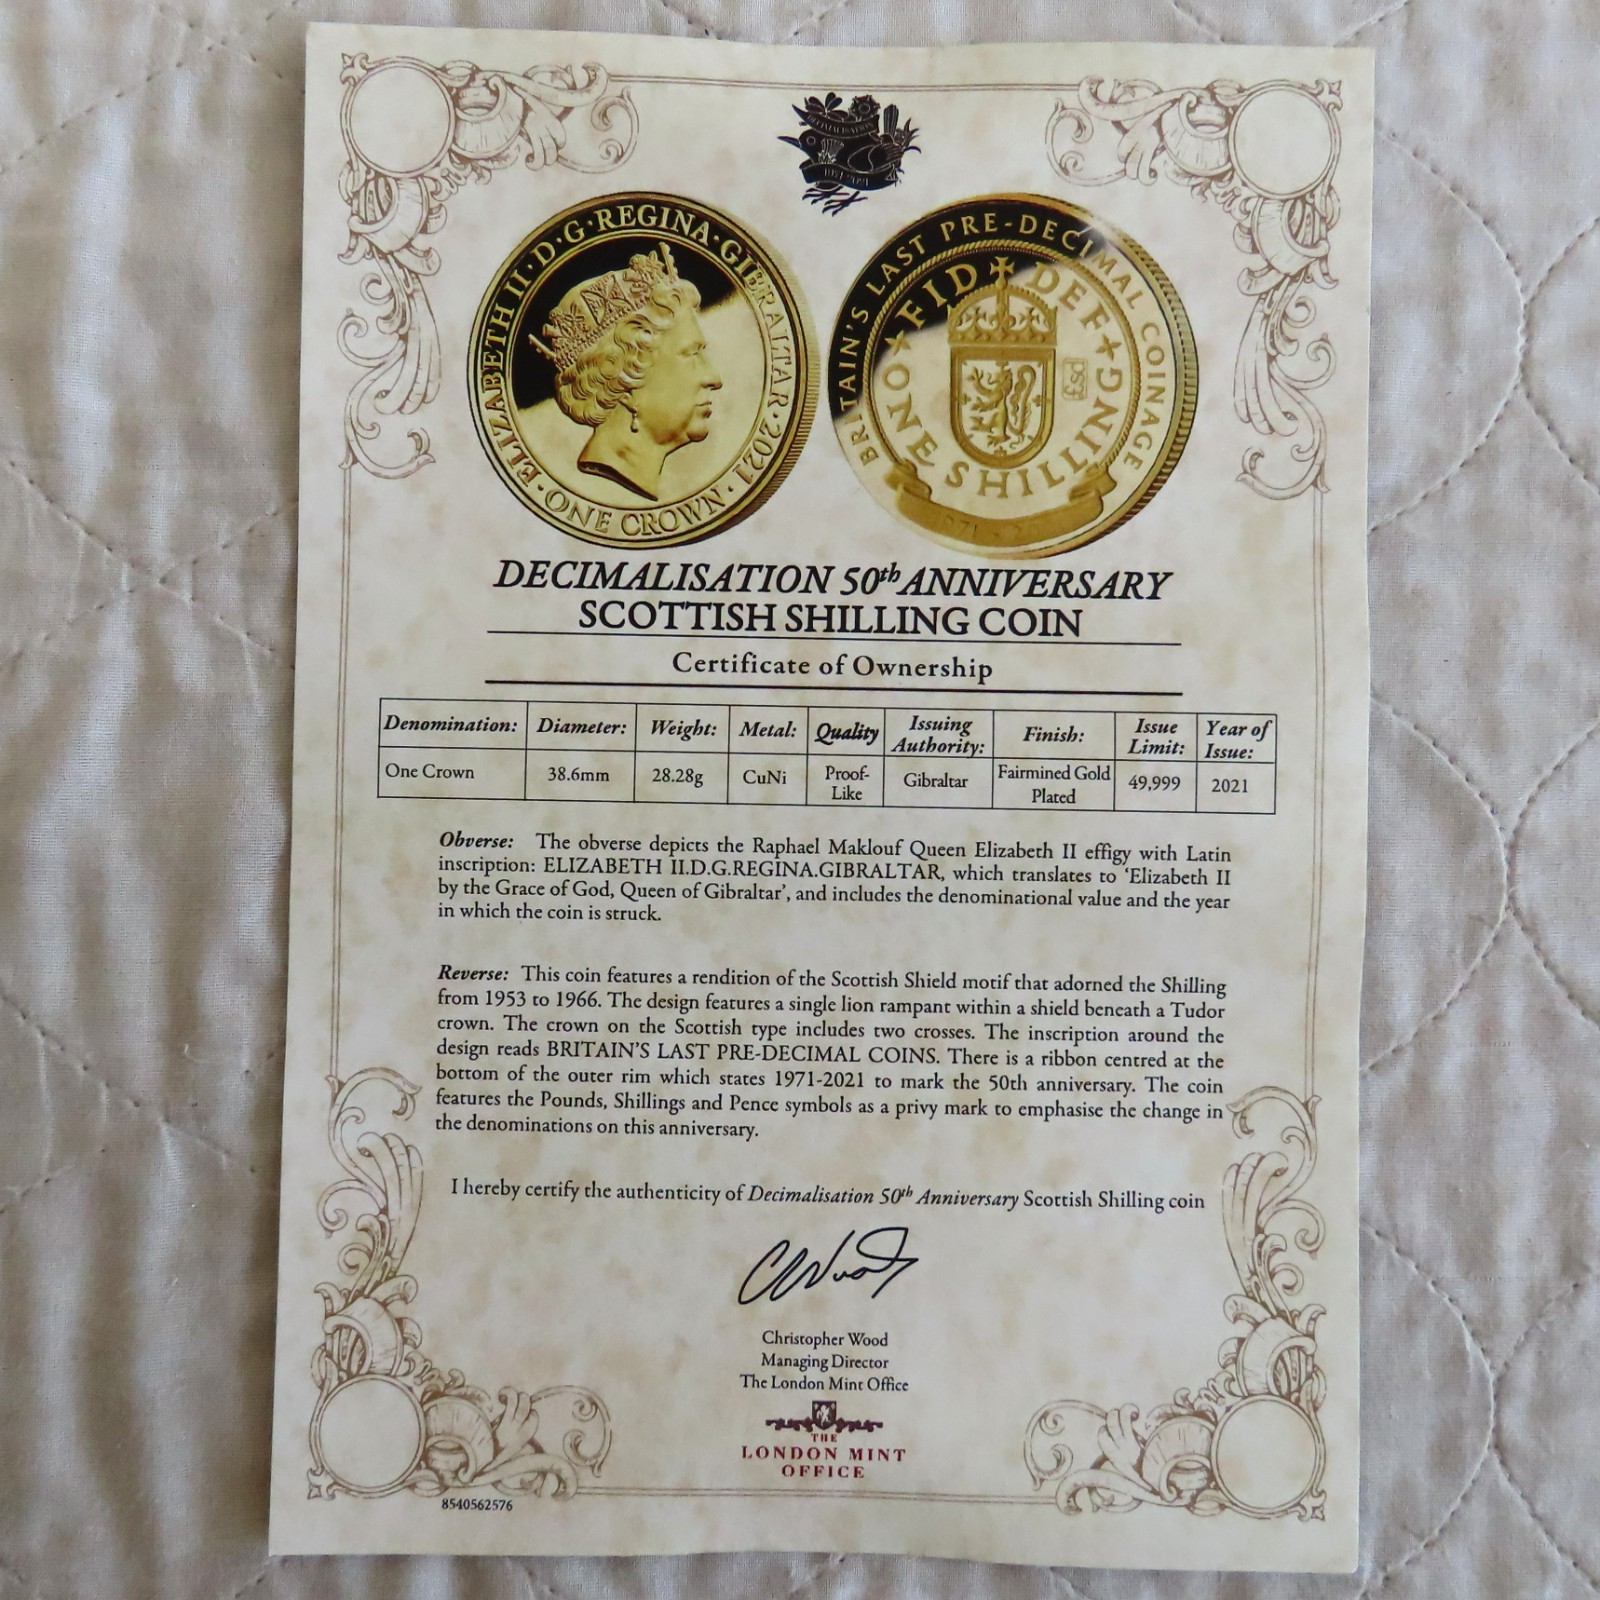 DECIMALISATION
1971-2021
ELIZABETH II·D·G·REGINA·GIBRALTAR·2021·
·ONE CROWN·
BRITAIN'S LAST PRE-DECIMAL COINAGE
FID DEF
ONE SHILLING
£sd
DECIMALISATION 50th ANNIVERSARY
SCOTTISH SHILLING COIN
Certificate of Ownership
Denomination: Diameter: Weight: Metal: Quality Issuing Authority: Finish: Issue Limit: Year of Issue:
One Crown 38.6mm 28.28g CuNi Proof-Like Gibraltar Fairmined Gold Plated 49,999 2021
Obverse: The obverse depicts the Raphael Maklouf Queen Elizabeth II effigy with Latin
inscription: ELIZABETH II.D.G.REGINA.GIBRALTAR, which translates to 'Elizabeth II
by the Grace of God, Queen of Gibraltar', and includes the denominational value and the year
in which the coin is struck.
Reverse: This coin features a rendition of the Scottish Shield motif that adorned the Shilling
from 1953 to 1966. The design features a single lion rampant within a shield beneath a Tudor
crown. The crown on the Scottish type includes two crosses. The inscription around the
design reads BRITAIN'S LAST PRE-DECIMAL COINS. There is a ribbon centred at the
bottom of the outer rim which states 1971-2021 to mark the 50th anniversary. The coin
features the Pounds, Shillings and Pence symbols as a privy mark to emphasise the change in
the denominations on this anniversary.
I hereby certify the authenticity of Decimalisation 50th Anniversary Scottish Shilling coin
CWood
Christopher Wood
Managing Director
The London Mint Office
THE
LONDON MINT
OFFICE
8540562576